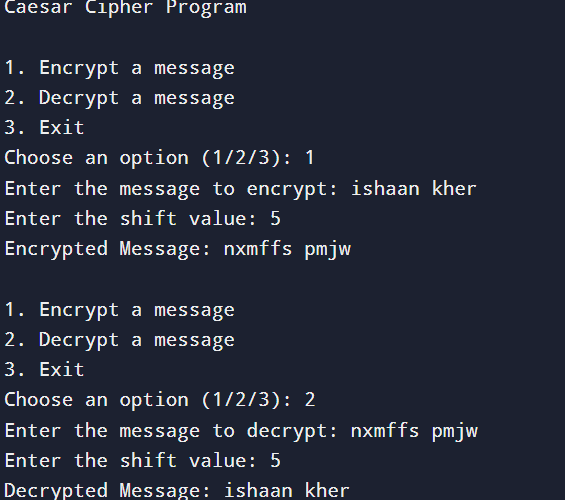 Caesar Cipher Program
1. Encrypt a message
2. Decrypt a message
3. Exit
Choose an option (1/2/3): 1
Enter the message to encrypt: ishaan kher
Enter the shift value: 5
Encrypted Message: nxmffs pmjw
1. Encrypt a message
2. Decrypt a message
3. Exit
Choose an option (1/2/3): 2
Enter the message to decrypt: nxmffs pmjw
Enter the shift value: 5
Decrypted Message: ishaan kher